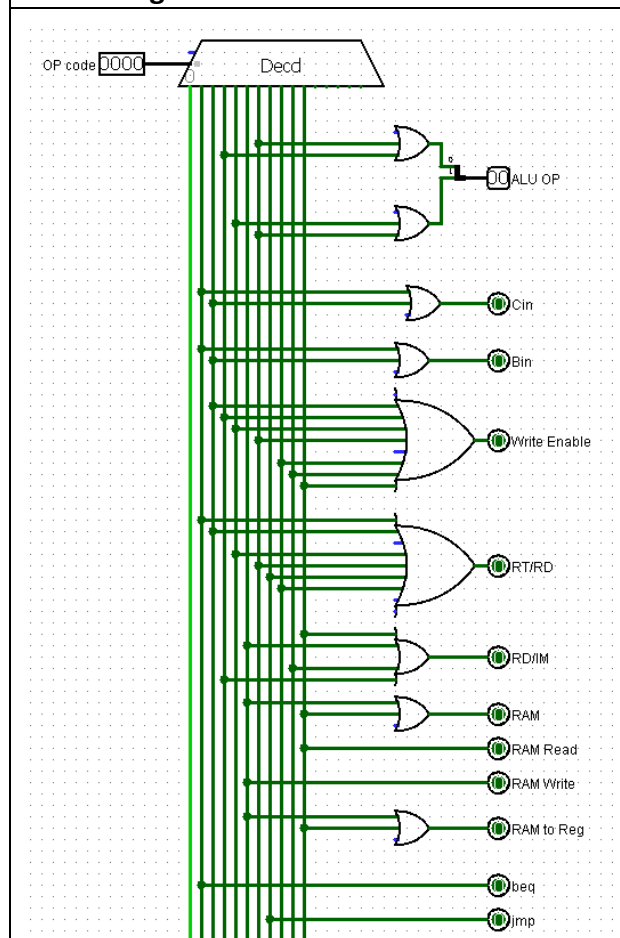 Decd
OP code 0000
0
0
1
00 ALU OP
Cin
Bin
Write Enable
RT/RD
RD/IM
RAM
RAM Read
RAM Write
RAM to Reg
beq
jmp